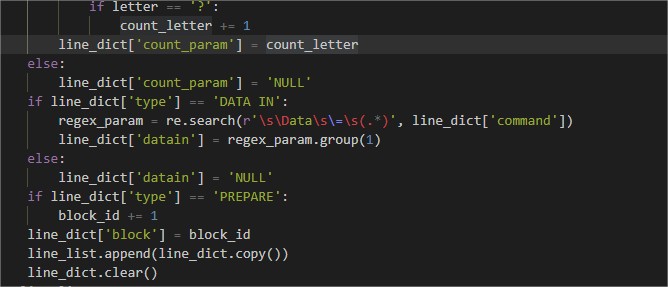 if letter == '?':
count_letter += 1
line_dict['count_param'] = count_letter
else:
line_dict['count_param'] = 'NULL'
if line_dict['type'] == 'DATA IN':
regex_param = re.search(r'\s\Data\s\=\s(.*)', line_dict['command'])
line_dict['datain'] = regex_param.group(1)
else:
line_dict['datain'] = 'NULL'
if line_dict['type'] == 'PREPARE':
block_id += 1
line_dict['block'] = block_id
line_list.append(line_dict.copy())
line_dict.clear()